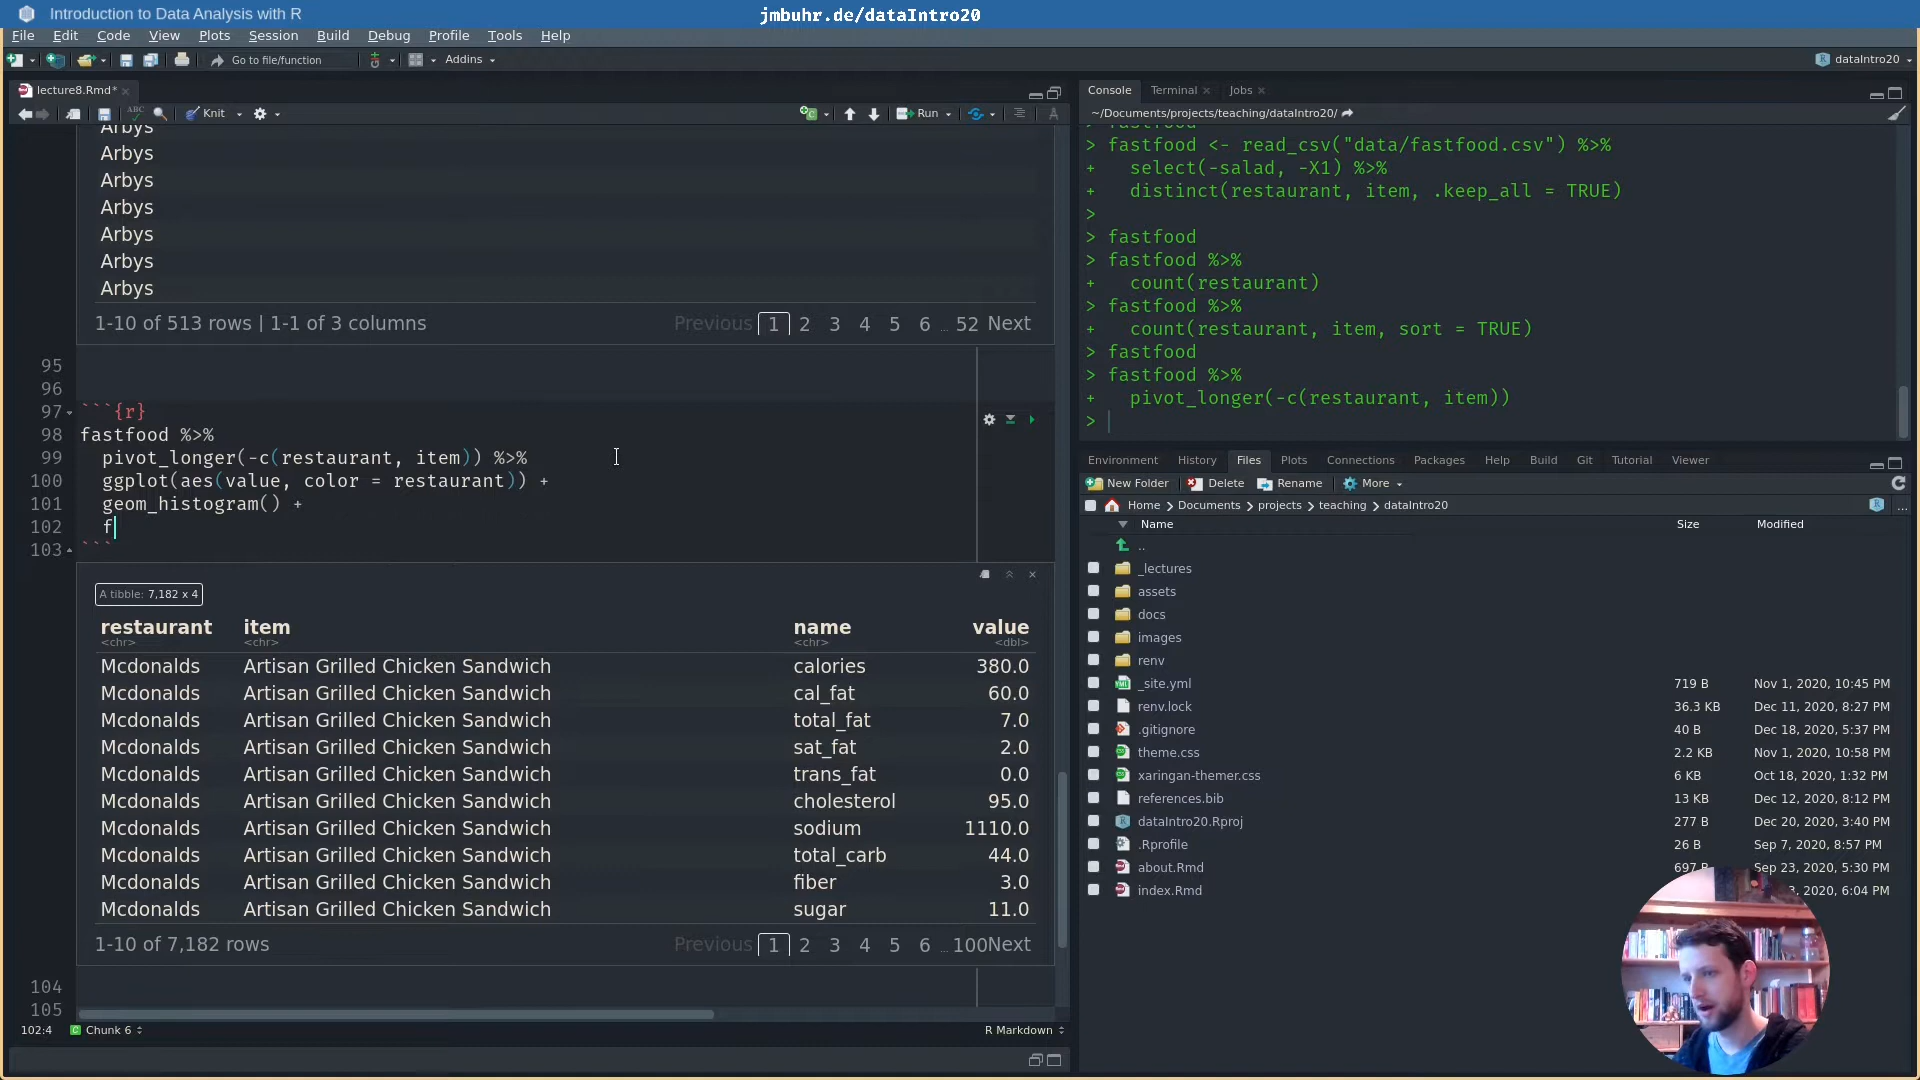 Introduction to Data Analysis with R
jmbuhr.de/dataIntro20
File Edit Code View Plots Session Build Debug Profile Tools Help
Go to file/function Addins dataIntro20
lecture8.Rmd*
ABC Knit Run
Arbys
Arbys
Arbys
Arbys
Arbys
Arbys
Arbys
1-10 of 513 rows | 1-1 of 3 columns Previous 1 2 3 4 5 6 ... 52 Next
95
96
97 ```{r}
98 fastfood %>%
99 pivot_longer(-c(restaurant, item)) %>%
100 ggplot(aes(value, color = restaurant)) +
101 geom_histogram() +
102 f
103 ```
A tibble: 7,182 x 4
restaurant item name value
<chr> <chr> <chr> <dbl>
Mcdonalds Artisan Grilled Chicken Sandwich calories 380.0
Mcdonalds Artisan Grilled Chicken Sandwich cal_fat 60.0
Mcdonalds Artisan Grilled Chicken Sandwich total_fat 7.0
Mcdonalds Artisan Grilled Chicken Sandwich sat_fat 2.0
Mcdonalds Artisan Grilled Chicken Sandwich trans_fat 0.0
Mcdonalds Artisan Grilled Chicken Sandwich cholesterol 95.0
Mcdonalds Artisan Grilled Chicken Sandwich sodium 1110.0
Mcdonalds Artisan Grilled Chicken Sandwich total_carb 44.0
Mcdonalds Artisan Grilled Chicken Sandwich fiber 3.0
Mcdonalds Artisan Grilled Chicken Sandwich sugar 11.0
1-10 of 7,182 rows Previous 1 2 3 4 5 6 ... 100Next
104
105
102:4 Chunk 6 R Markdown
Console Terminal Jobs
~/Documents/projects/teaching/dataIntro20/
> fastfood
> fastfood <- read_csv("data/fastfood.csv") %>%
+ select(-salad, -X1) %>%
+ distinct(restaurant, item, .keep_all = TRUE)
>
> fastfood
> fastfood %>%
+ count(restaurant)
> fastfood %>%
+ count(restaurant, item, sort = TRUE)
> fastfood
> fastfood %>%
+ pivot_longer(-c(restaurant, item))
>
Environment History Files Plots Connections Packages Help Build Git Tutorial Viewer
New Folder Delete Rename More
Home Documents projects teaching dataIntro20 ...
Name Size Modified
..
_lectures
assets
docs
images
renv
_site.yml 719 B Nov 1, 2020, 10:45 PM
renv.lock 36.3 KB Dec 11, 2020, 8:27 PM
.gitignore 40 B Dec 18, 2020, 5:37 PM
theme.css 2.2 KB Nov 1, 2020, 10:58 PM
xaringan-themer.css 6 KB Oct 18, 2020, 1:32 PM
references.bib 13 KB Dec 12, 2020, 8:12 PM
dataIntro20.Rproj 277 B Dec 20, 2020, 3:40 PM
.Rprofile 26 B Sep 7, 2020, 8:57 PM
about.Rmd 697 B Sep 23, 2020, 5:30 PM
index.Rmd 3, 2020, 6:04 PM